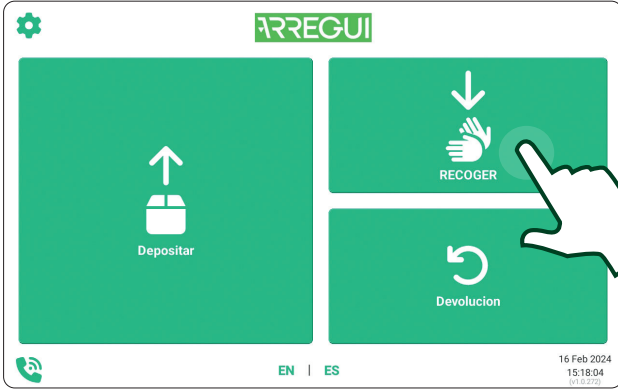 ARREGUI
Depositar
RECOGER
Devolucion
EN | ES
16 Feb 2024
15:18:04
(v1.0.272)